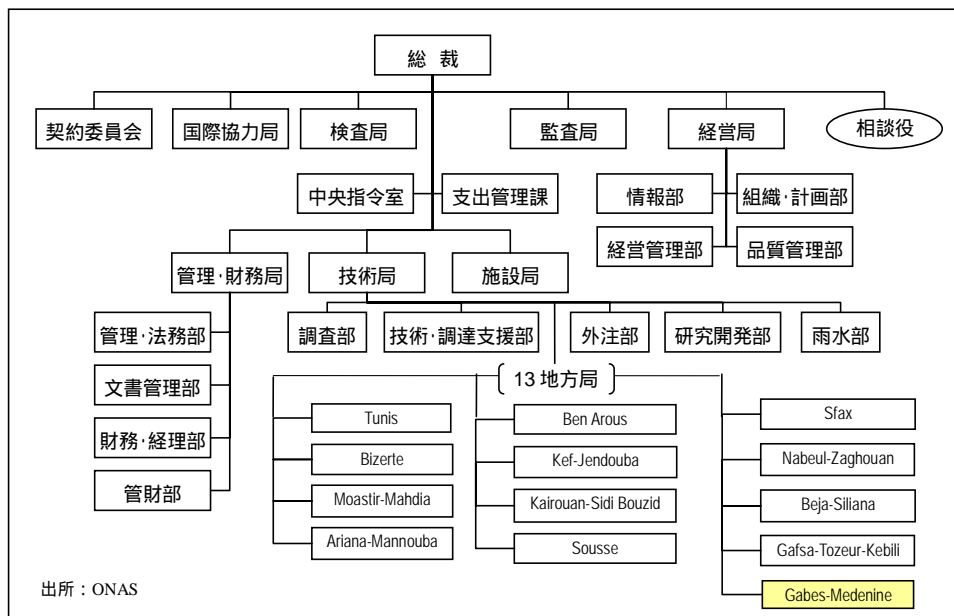 総 裁
契約委員会
国際協力局
検査局
監査局
経営局
相談役
中央指令室
支出管理課
情報部
組織･計画部
経営管理部
品質管理部
管理･財務局
技術局
施設局
管理･法務部
文書管理部
財務･経理部
管財部
調査部
技術･調達支援部
外注部
研究開発部
雨水部
13 地方局
Tunis
Bizerte
Moastir-Mahdia
Ariana-Mannouba
Ben Arous
Kef-Jendouba
Kairouan-Sidi Bouzid
Sousse
Sfax
Nabeul-Zaghouan
Beja-Siliana
Gafsa-Tozeur-Kebili
Gabes-Medenine
出所：ONAS